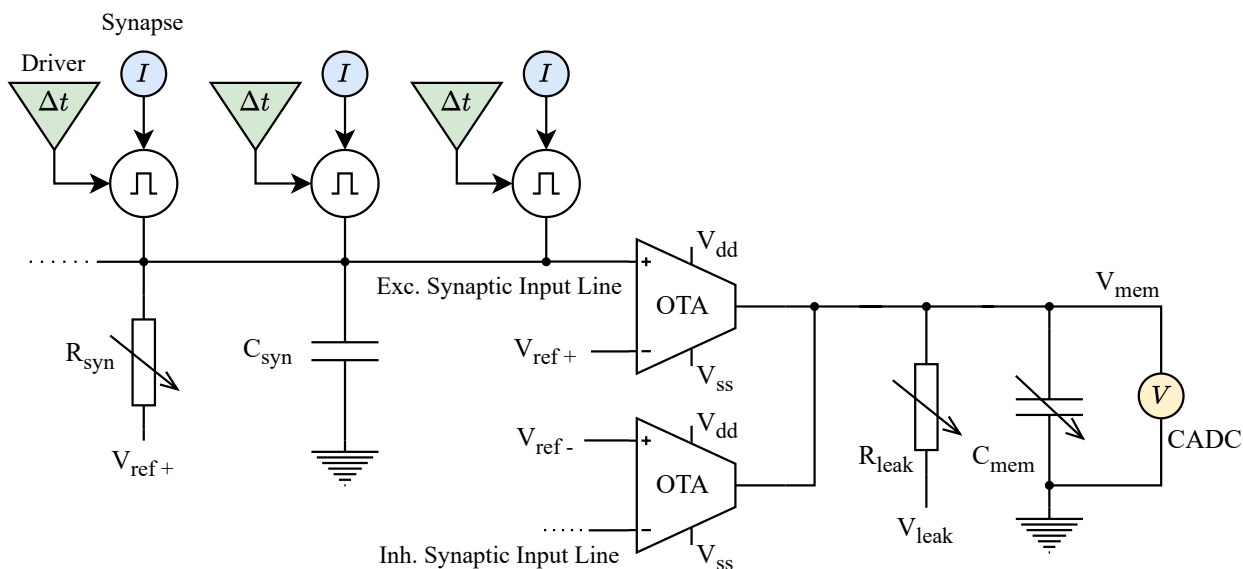 Synapse
I
I
I
Driver
Δt
Δt
Δt
V_dd
Exc. Synaptic Input Line
OTA
V_mem
R_syn
C_syn
V_ref +
V_ss
V
V_dd
V_ref -
CADC
V_ref +
R_leak
C_mem
OTA
V_leak
Inh. Synaptic Input Line
V_ss